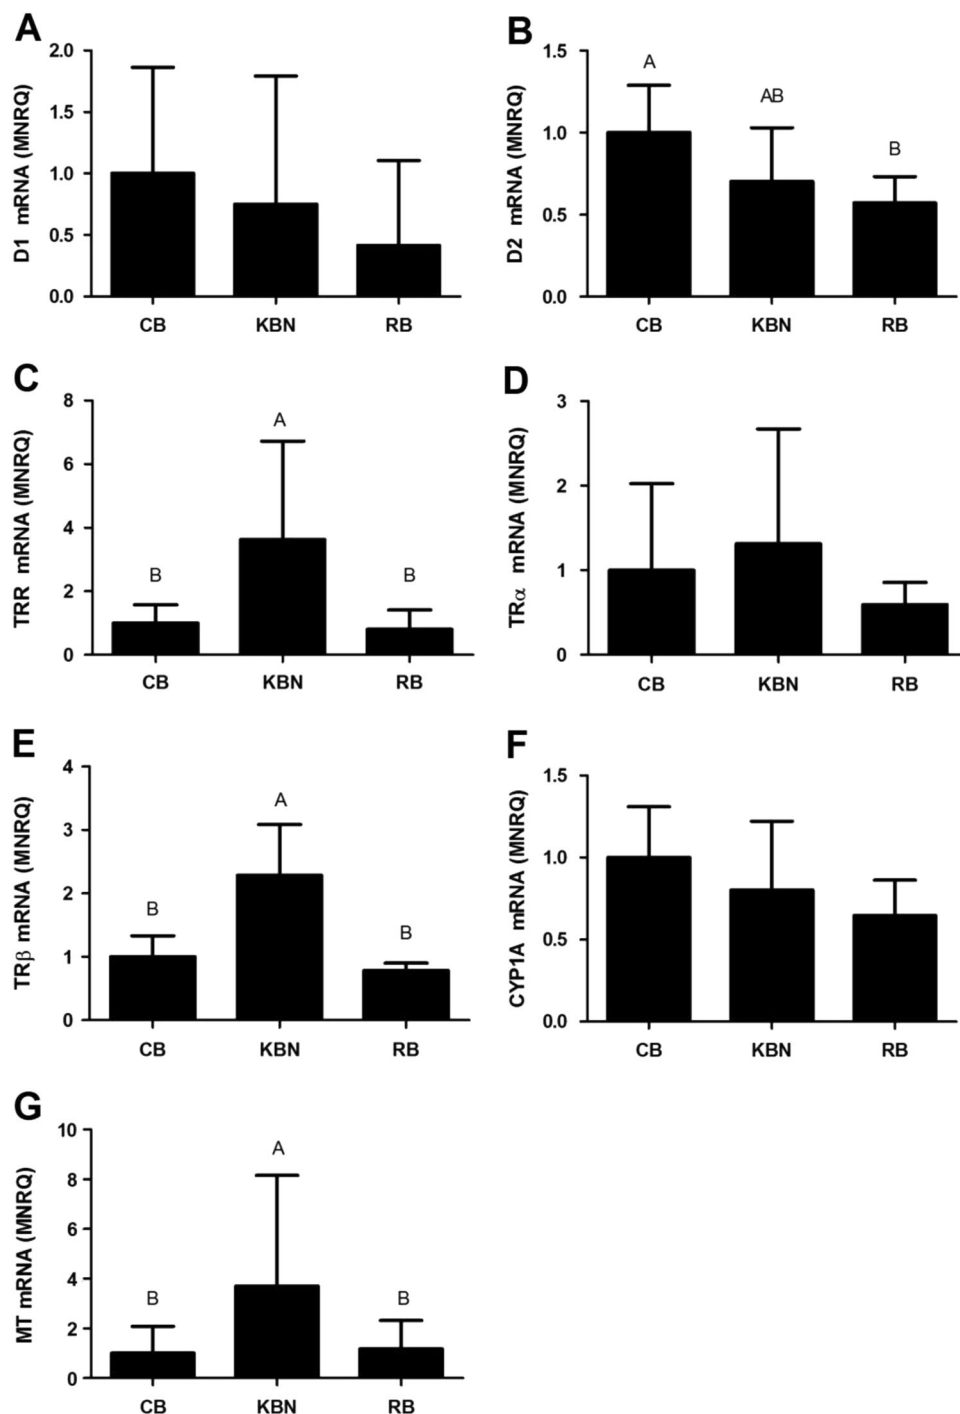 A
B
D1 mRNA (MNRQ)
2.0
1.5
1.0
0.5
0.0
CB KBN RB
D2 mRNA (MNRQ)
1.5
1.0
0.5
0.0
A
AB
B
CB KBN RB
C
D
TRR mRNA (MNRQ)
8
6
4
2
0
B
A
B
CB KBN RB
TRα mRNA (MNRQ)
3
2
1
0
CB KBN RB
E
F
TRβ mRNA (MNRQ)
4
3
2
1
0
B
A
B
CB KBN RB
CYP1A mRNA (MNRQ)
1.5
1.0
0.5
0.0
CB KBN RB
G
MT mRNA (MNRQ)
10
8
6
4
2
0
B
A
B
CB KBN RB